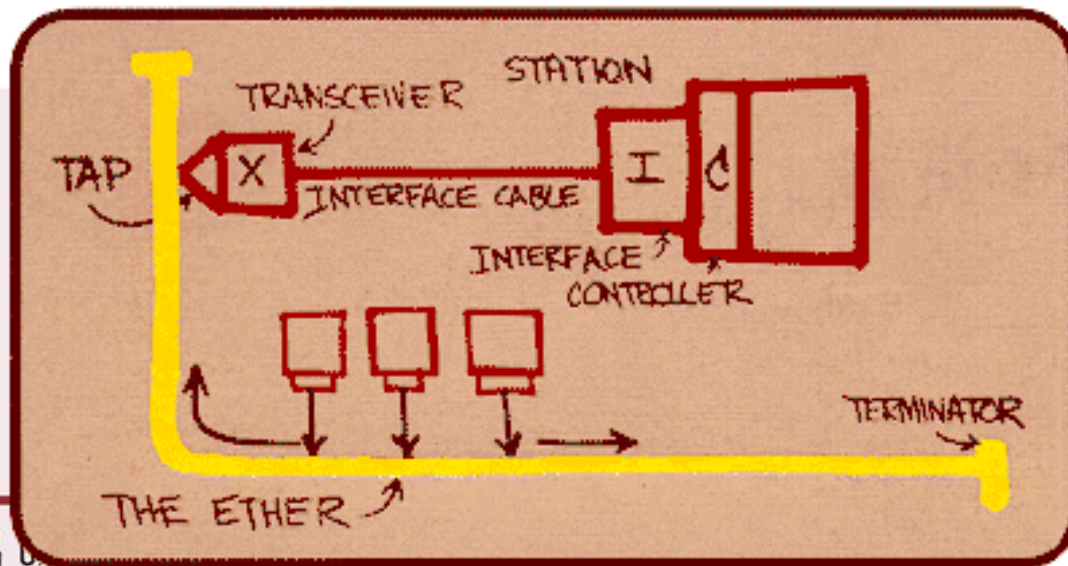 STATION
TRANSCEIVER
TAP
X
I
C
INTERFACE CABLE
INTERFACE
CONTROLLER
TERMINATOR
THE ETHER